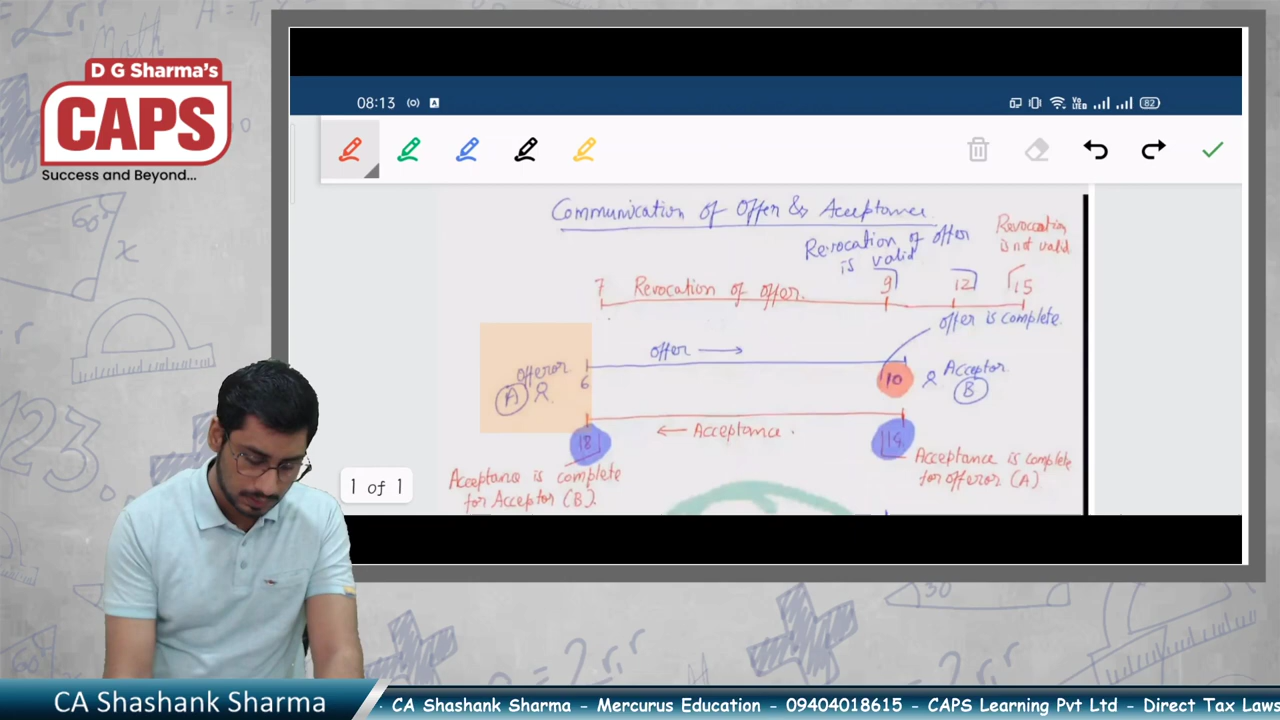 D G Sharma's
CAPS
Success and Beyond...
08:13
82
Communication of Offer & Acceptance.
Revocation of offer
is valid
Revoccation
is not valid
7 Revocation of offer. 9 12 15
offer is complete.
offer →
offeror
A
6
10
Acceptor
B
← Acceptance.
18
14
Acceptance is complete
for Acceptor (B).
Acceptance is complete
for offeror (A)
1 of 1
CA Shashank Sharma
CA Shashank Sharma - Mercurus Education - 09404018615 - CAPS Learning Pvt Ltd - Direct Tax Laws